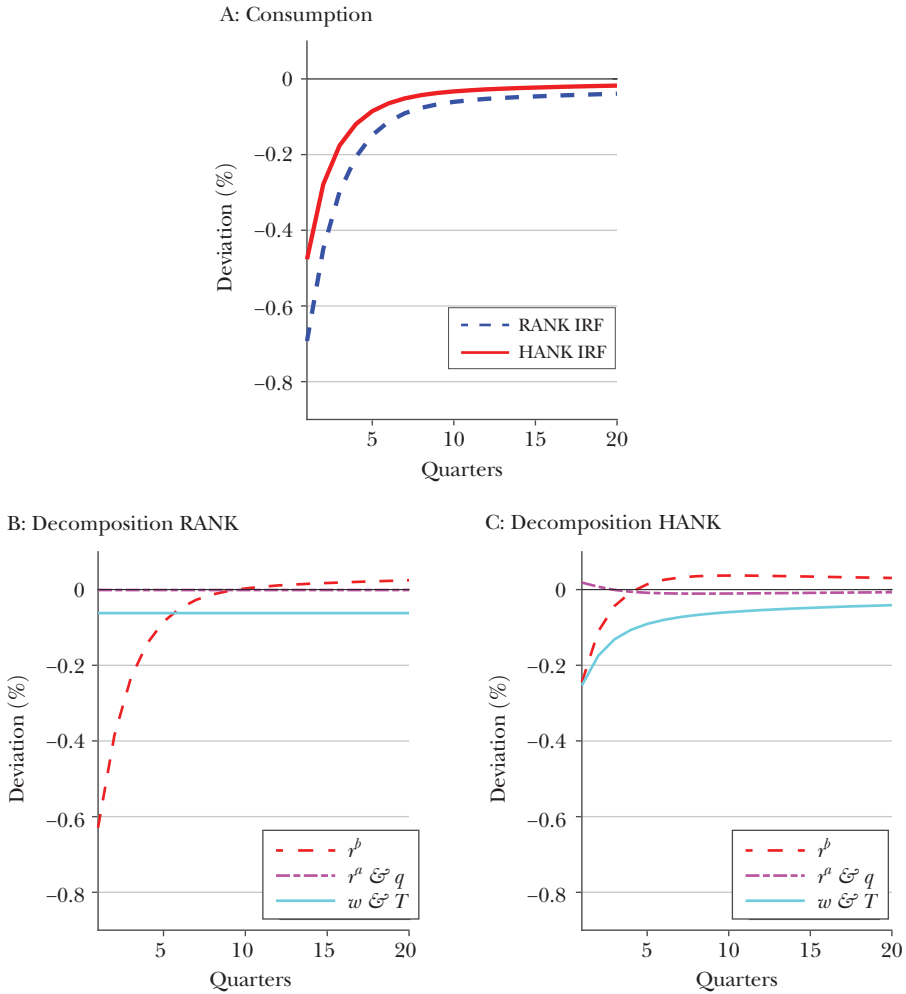 A: Consumption
0
−0.2
−0.4
−0.6
−0.8
Deviation (%)
RANK IRF
HANK IRF
5 10 15 20
Quarters
B: Decomposition RANK
0
−0.2
−0.4
−0.6
−0.8
Deviation (%)
r^b
r^a & q
w & T
5 10 15 20
Quarters
C: Decomposition HANK
0
−0.2
−0.4
−0.6
−0.8
Deviation (%)
r^b
r^a & q
w & T
5 10 15 20
Quarters